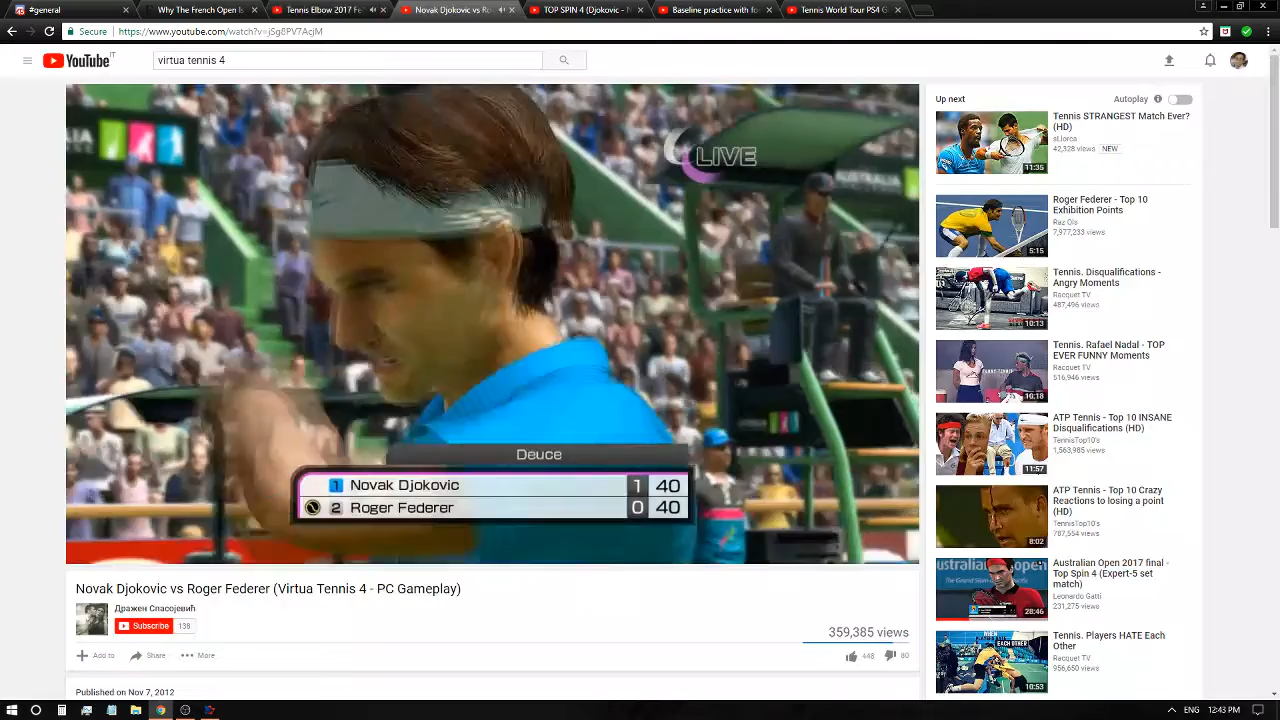 #general
Why The French Open Is
Tennis Elbow 2017 Fe
Novak Djokovic vs Ro
TOP SPIN 4 (Djokovic - N
Baseline practice with fo
Tennis World Tour PS4 G
Secure
https://www.youtube.com/watch?v=jSg8PV7AcjM
YouTube IT
virtua tennis 4
LIVE
Deuce
1 Novak Djokovic 1 40
2 Roger Federer 0 40
Novak Djokovic vs Roger Federer (Virtua Tennis 4 - PC Gameplay)
Дражен Спасојевић
Subscribe 138
359,385 views
Add to Share More
448 80
Published on Nov 7, 2012
Up next
Autoplay
Tennis STRANGEST Match Ever?
(HD)
sLlorca
42,328 views NEW
11:35
Roger Federer - Top 10
Exhibition Points
Raz Ols
7,977,233 views
5:15
Tennis. Disqualifications -
Angry Moments
Racquet TV
487,496 views
10:13
Tennis. Rafael Nadal - TOP
EVER FUNNY Moments
Racquet TV
516,946 views
10:18
ATP Tennis - Top 10 INSANE
Disqualifications (HD)
TennisTop10's
1,563,985 views
11:57
ATP Tennis - Top 10 Crazy
Reactions to losing a point
(HD)
TennisTop10's
787,554 views
8:02
Australian Open 2017 final -
Top Spin 4 (Expert-5 set
match)
Leonardo Gatti
231,275 views
28:46
Tennis. Players HATE Each
Other
Racquet TV
956,650 views
10:53
ENG 12:43 PM